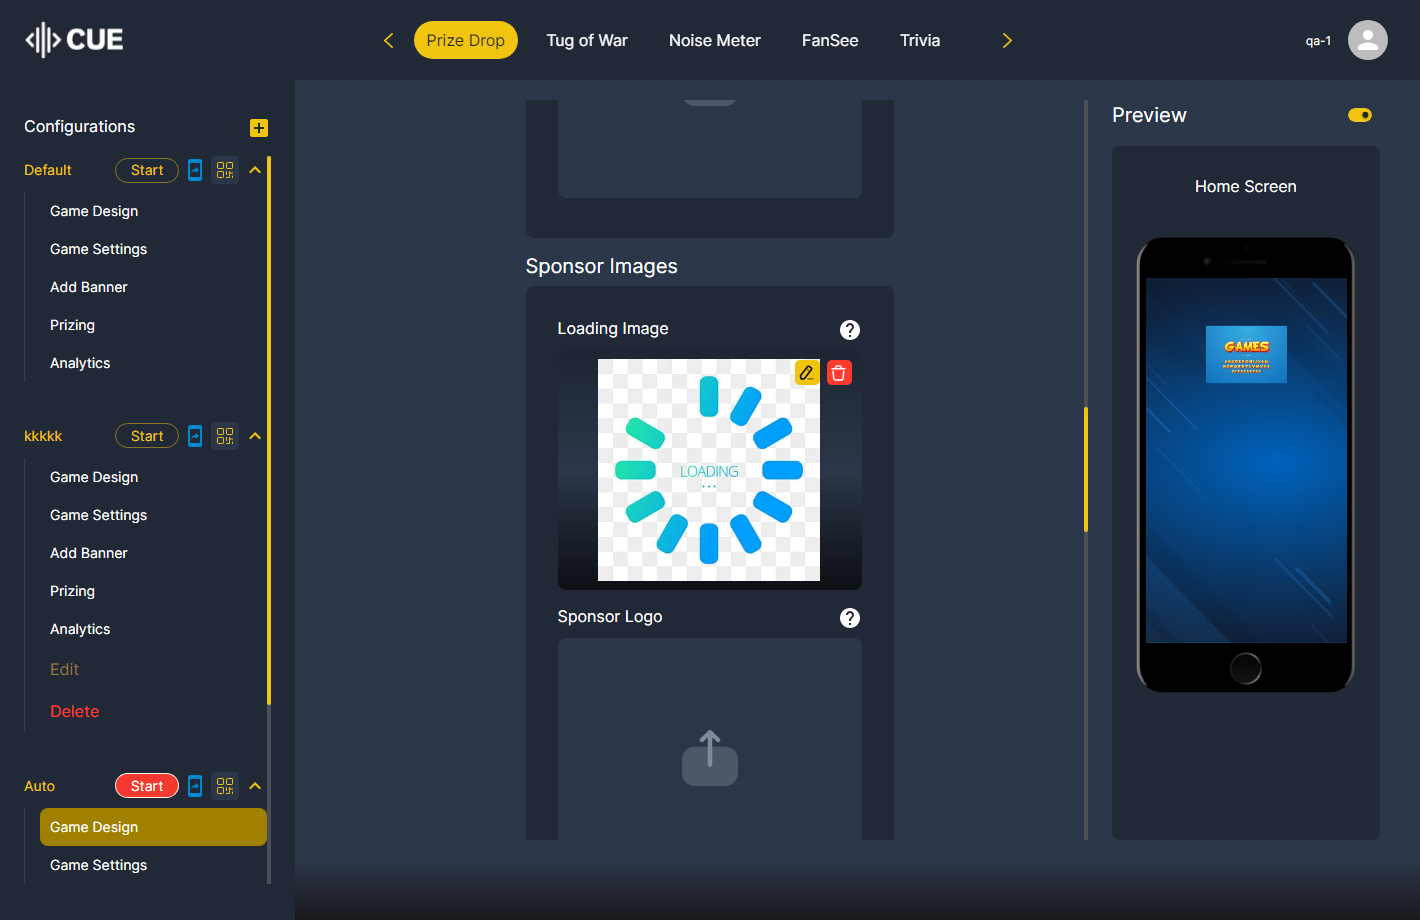 CUE
Prize Drop
Tug of War
Noise Meter
FanSee
Trivia
qa-1
Configurations
Default
Start
Game Design
Game Settings
Add Banner
Prizing
Analytics
kkkkk
Start
Game Design
Game Settings
Add Banner
Prizing
Analytics
Edit
Delete
Auto
Start
Game Design
Game Settings
Sponsor Images
Loading Image
?
LOADING
...
Sponsor Logo
?
Preview
Home Screen
GAMES